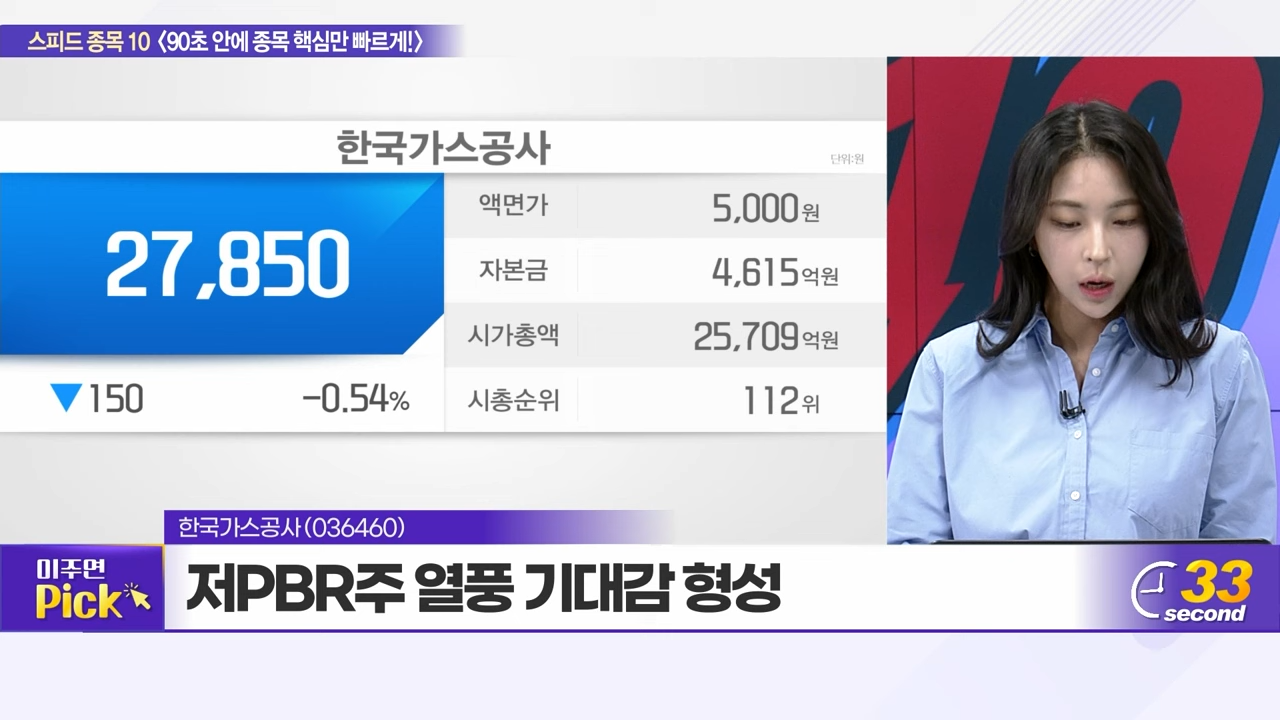 스피드 종목 10 〈90초 안에 종목 핵심만 빠르게!〉
한국가스공사
단위:원
27,850
▼150 -0.54%
액면가 5,000원
자본금 4,615억원
시가총액 25,709억원
시총순위 112위
한국가스공사(036460)
미주면
Pick
저PBR주 열풍 기대감 형성
33
second
10